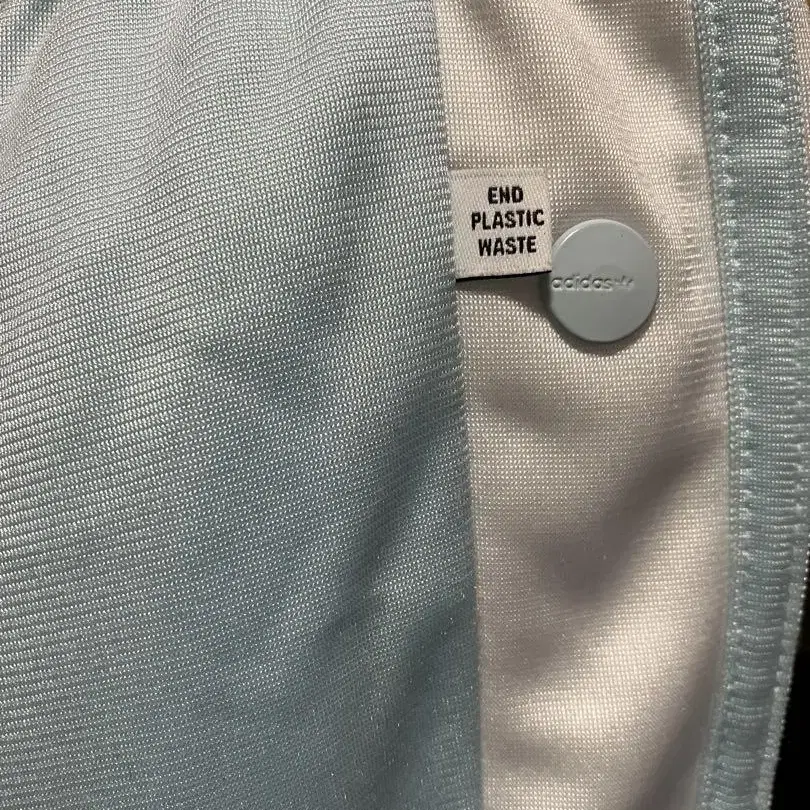 END
PLASTIC
WASTE
adidas